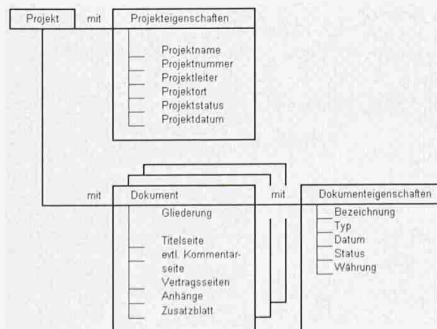 Projekt mit Projekteigenschaften
Projektname
Projektnummer
Projektleiter
Projektort
Projektstatus
Projektdatum
mit Dokument mit Dokumenteigenschaften
Gliederung
Titelseite
evtl. Kommentar-
seite
Vertragsseiten
Anhänge
Zusatzblatt
Bezeichnung
Typ
Datum
Status
Währung